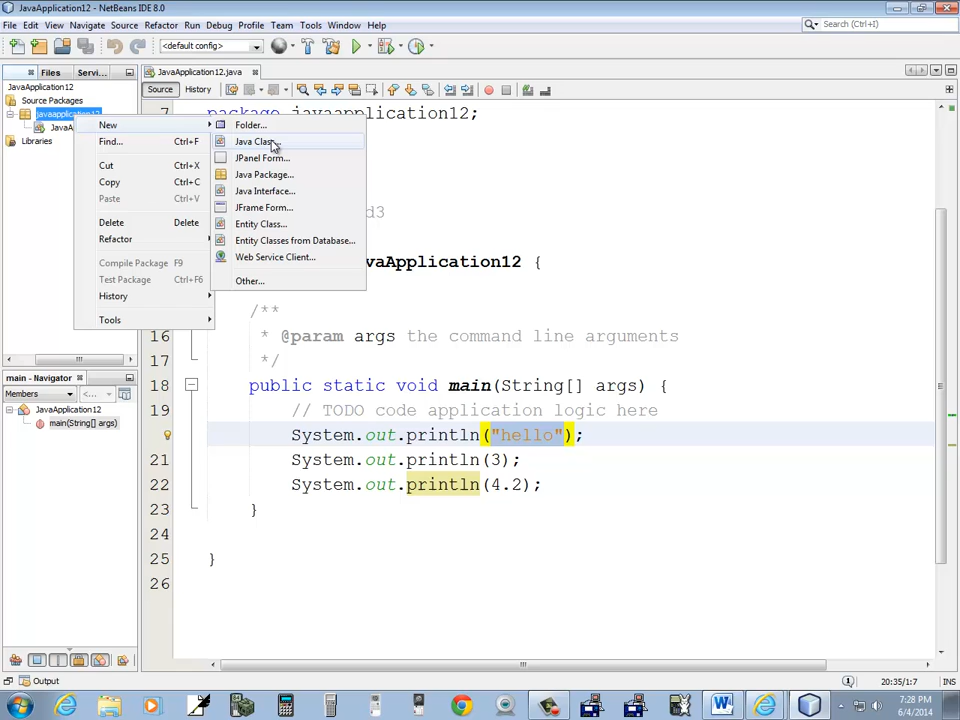 JavaApplication12 - NetBeans IDE 8.0
File Edit View Navigate Source Refactor Run Debug Profile Team Tools Window Help
Search (Ctrl+I)
<default config>
Files Servi...
JavaApplication12.java
JavaApplication12
Source Packages
javaapplication12
JavaA
Libraries
Source History
7 package javaapplication12;
New
Find... Ctrl+F
Cut Ctrl+X
Copy Ctrl+C
Paste Ctrl+V
Delete Delete
Refactor
Compile Package F9
Test Package Ctrl+F6
History
Tools
Folder...
Java Class...
JPanel Form...
Java Package...
Java Interface...
JFrame Form...
Entity Class...
Entity Classes from Database...
Web Service Client...
Other...
d3
vaApplication12 {
/**
16 * @param args the command line arguments
17 */
18 public static void main(String[] args) {
19 // TODO code application logic here
System.out.println("hello");
21 System.out.println(3);
22 System.out.println(4.2);
23 }
24
25 }
26
main - Navigator
Members <...
JavaApplication12
main(String[] args)
Output
1
20:35/1:7 INS
7:28 PM
6/4/2014